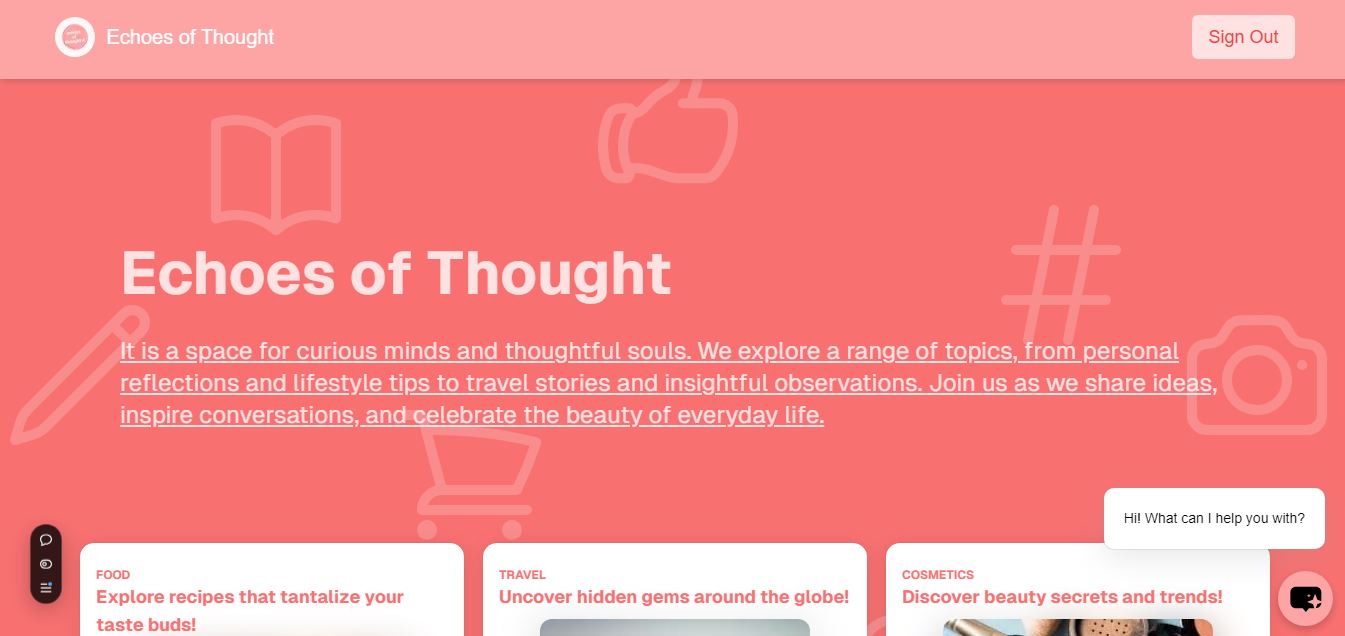 Echoes of Thought
Sign Out
Echoes of Thought
It is a space for curious minds and thoughtful souls. We explore a range of topics, from personal
reflections and lifestyle tips to travel stories and insightful observations. Join us as we share ideas,
inspire conversations, and celebrate the beauty of everyday life.
Hi! What can I help you with?
FOOD
Explore recipes that tantalize your
taste buds!
TRAVEL
Uncover hidden gems around the globe!
COSMETICS
Discover beauty secrets and trends!